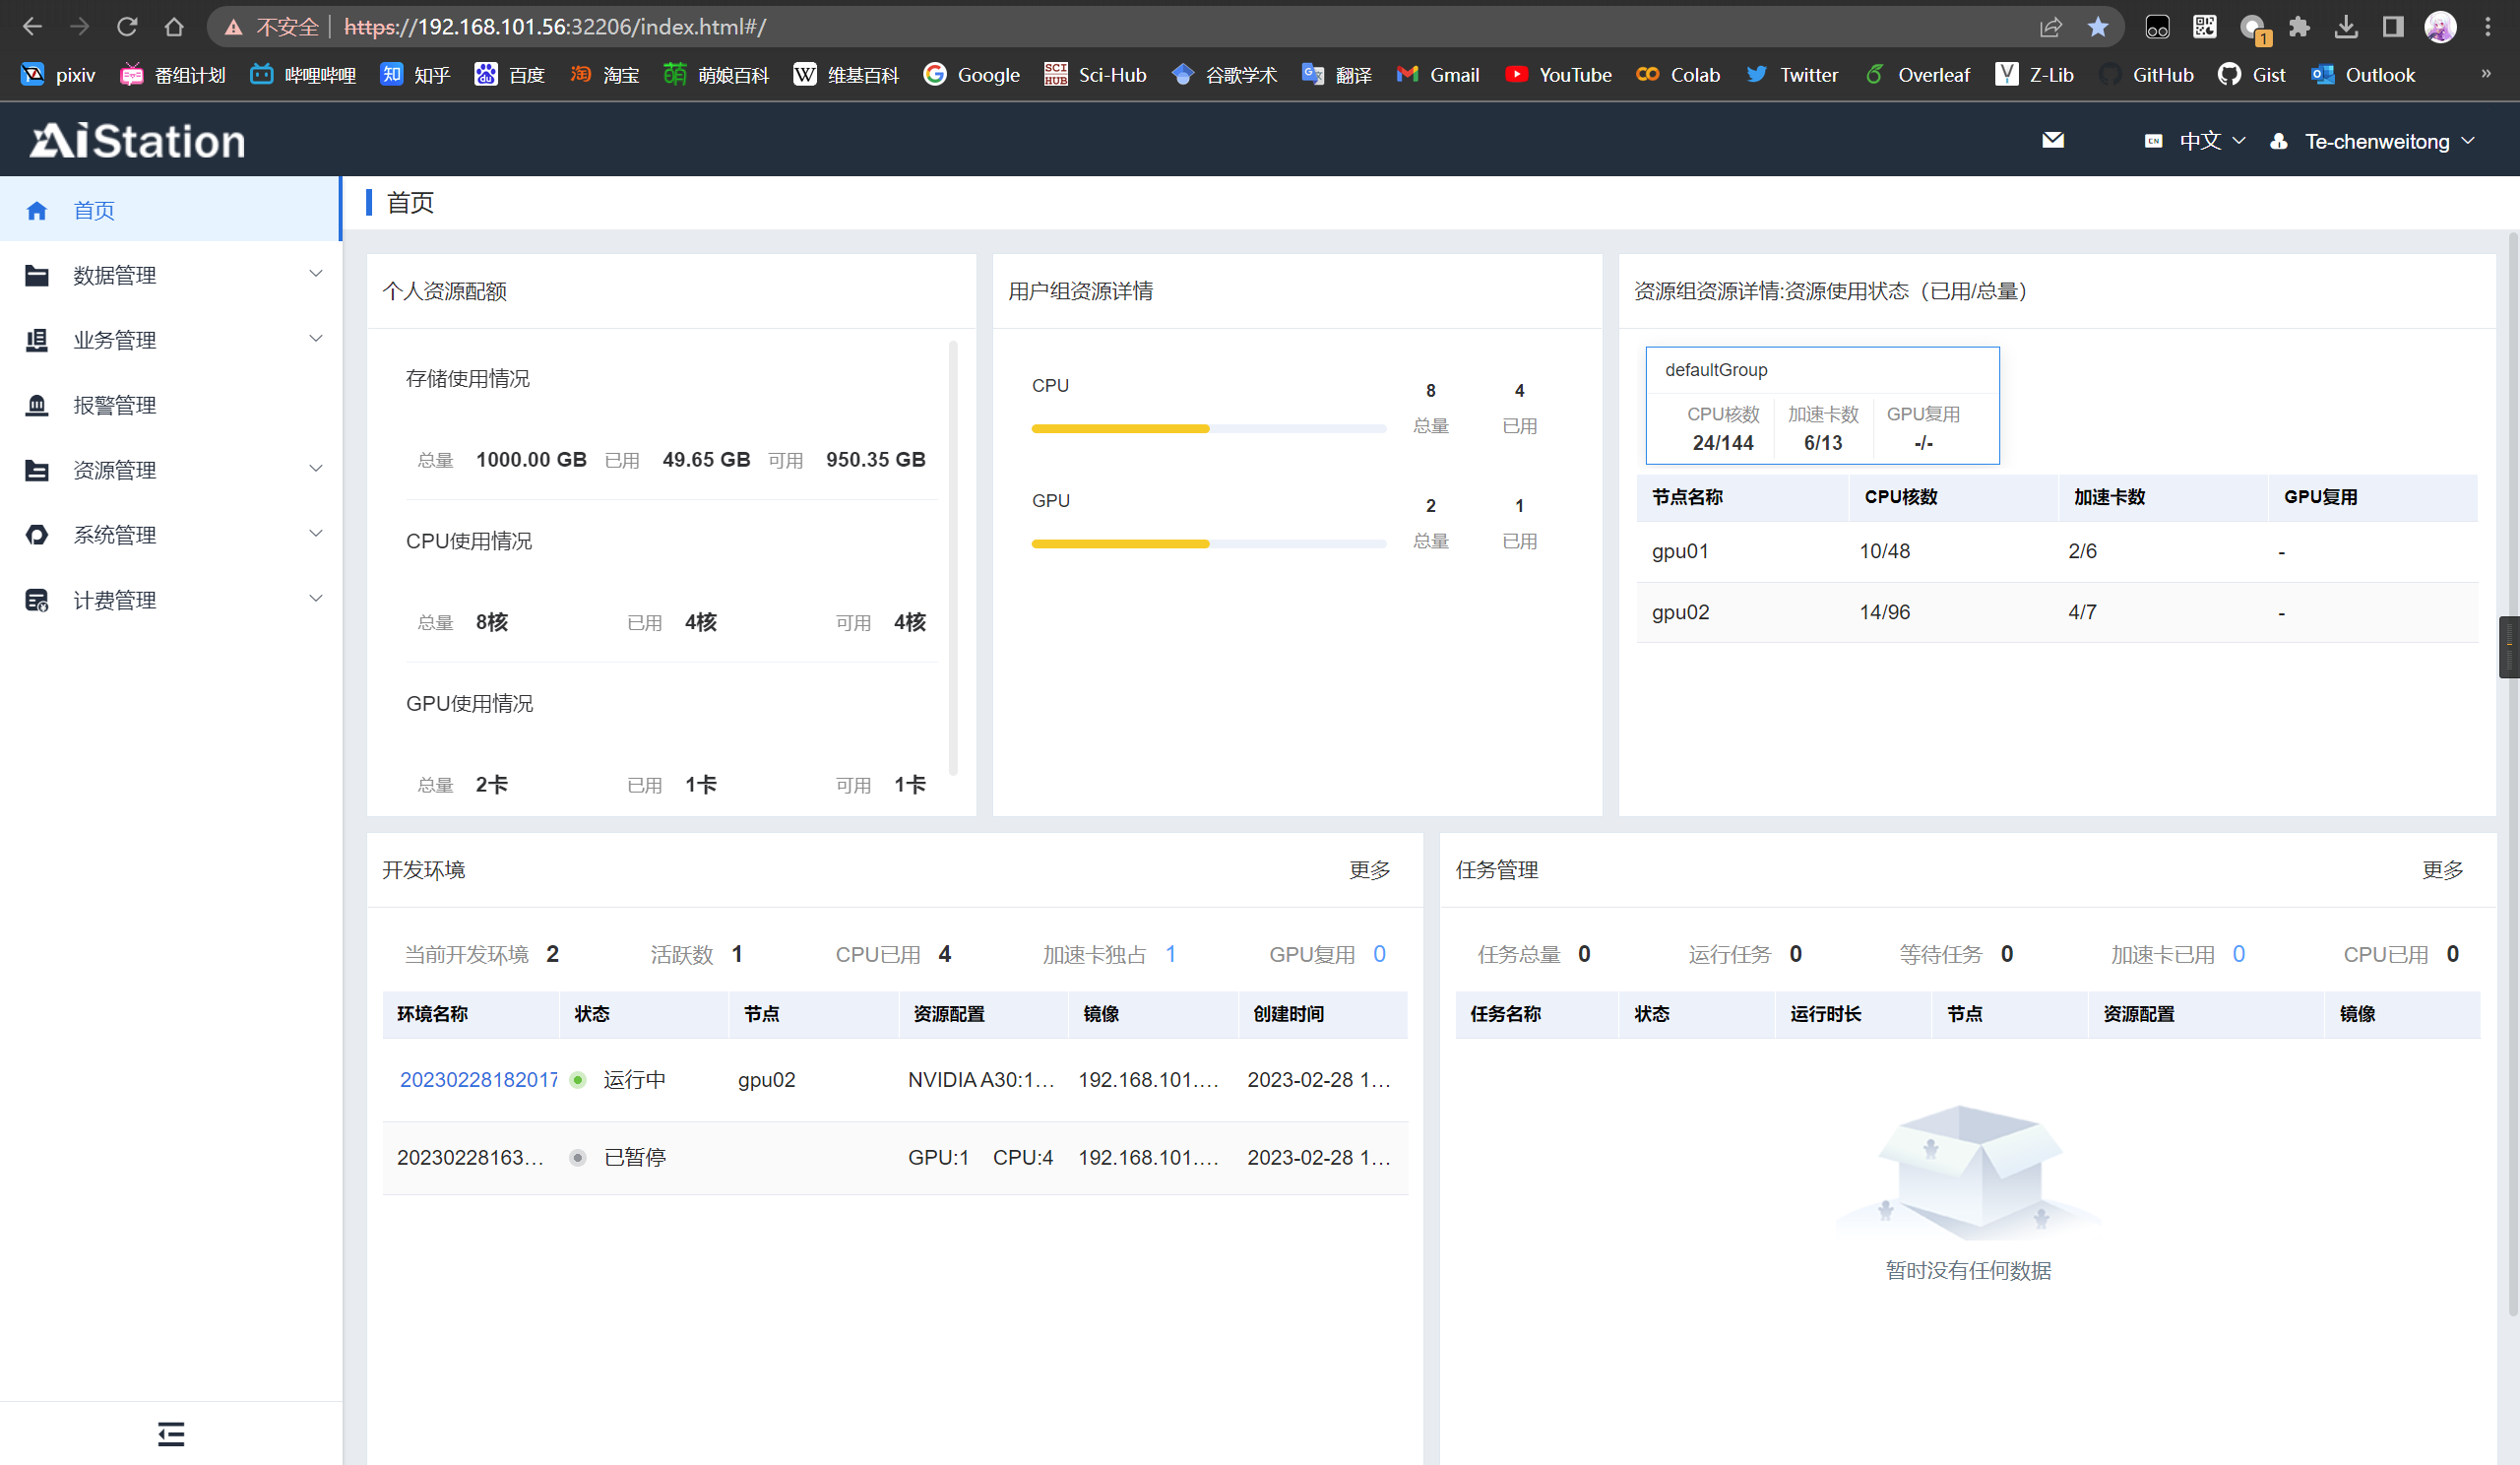 不安全 https://192.168.101.56:32206/index.html#/ 1
pixiv 番组计划 哔哩哔哩 知 知乎 百度 淘 淘宝 萌 萌娘百科 W 维基百科 Google SCI HUB Sci-Hub 谷歌学术 翻译 Gmail YouTube Colab Twitter Overleaf Z-Lib GitHub Gist Outlook »
AiStation
CN 中文 Te-chenweitong
首页
数据管理
业务管理
报警管理
资源管理
系统管理
计费管理
首页
个人资源配额
存储使用情况
总量 1000.00 GB 已用 49.65 GB 可用 950.35 GB
CPU使用情况
总量 8核 已用 4核 可用 4核
GPU使用情况
总量 2卡 已用 1卡 可用 1卡
用户组资源详情
CPU 8 4
总量 已用
GPU 2 1
总量 已用
资源组资源详情:资源使用状态（已用/总量）
defaultGroup
CPU核数 加速卡数 GPU复用
24/144 6/13 -/-
节点名称 CPU核数 加速卡数 GPU复用
gpu01 10/48 2/6 -
gpu02 14/96 4/7 -
开发环境 更多
当前开发环境 2 活跃数 1 CPU已用 4 加速卡独占 1 GPU复用 0
环境名称 状态 节点 资源配置 镜像 创建时间
20230228182017 运行中 gpu02 NVIDIA A30:1... 192.168.101.... 2023-02-28 1...
20230228163... 已暂停 GPU:1 CPU:4 192.168.101.... 2023-02-28 1...
任务管理 更多
任务总量 0 运行任务 0 等待任务 0 加速卡已用 0 CPU已用 0
任务名称 状态 运行时长 节点 资源配置 镜像
暂时没有任何数据